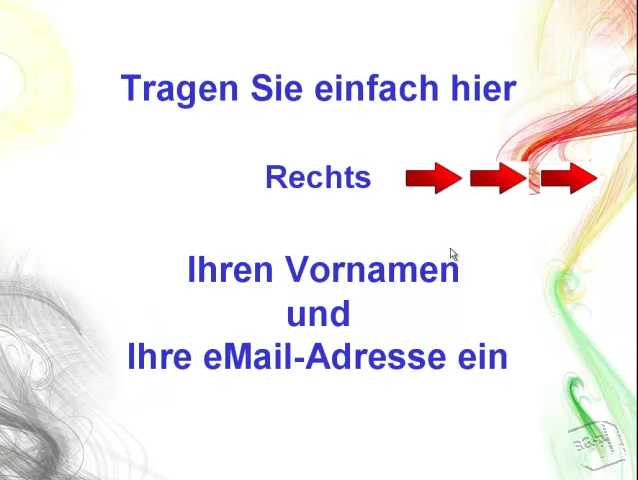 Tragen Sie einfach hier
Rechts
Ihren Vornamen
und
Ihre eMail-Adresse ein